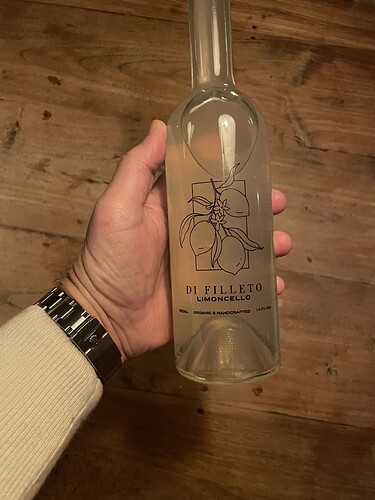 DI FILLETO
LIMONCELLO
ORGANIC & HANDCRAFTED